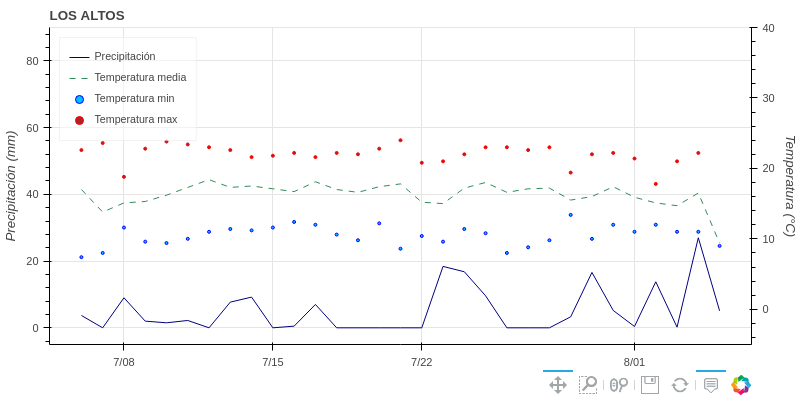 LOS ALTOS
Precipitación
Temperatura media
Temperatura min
Temperatura max
Precipitación (mm)
80
60
40
20
0
Temperatura (°C)
40
30
20
10
0
7/08
7/15
7/22
8/01